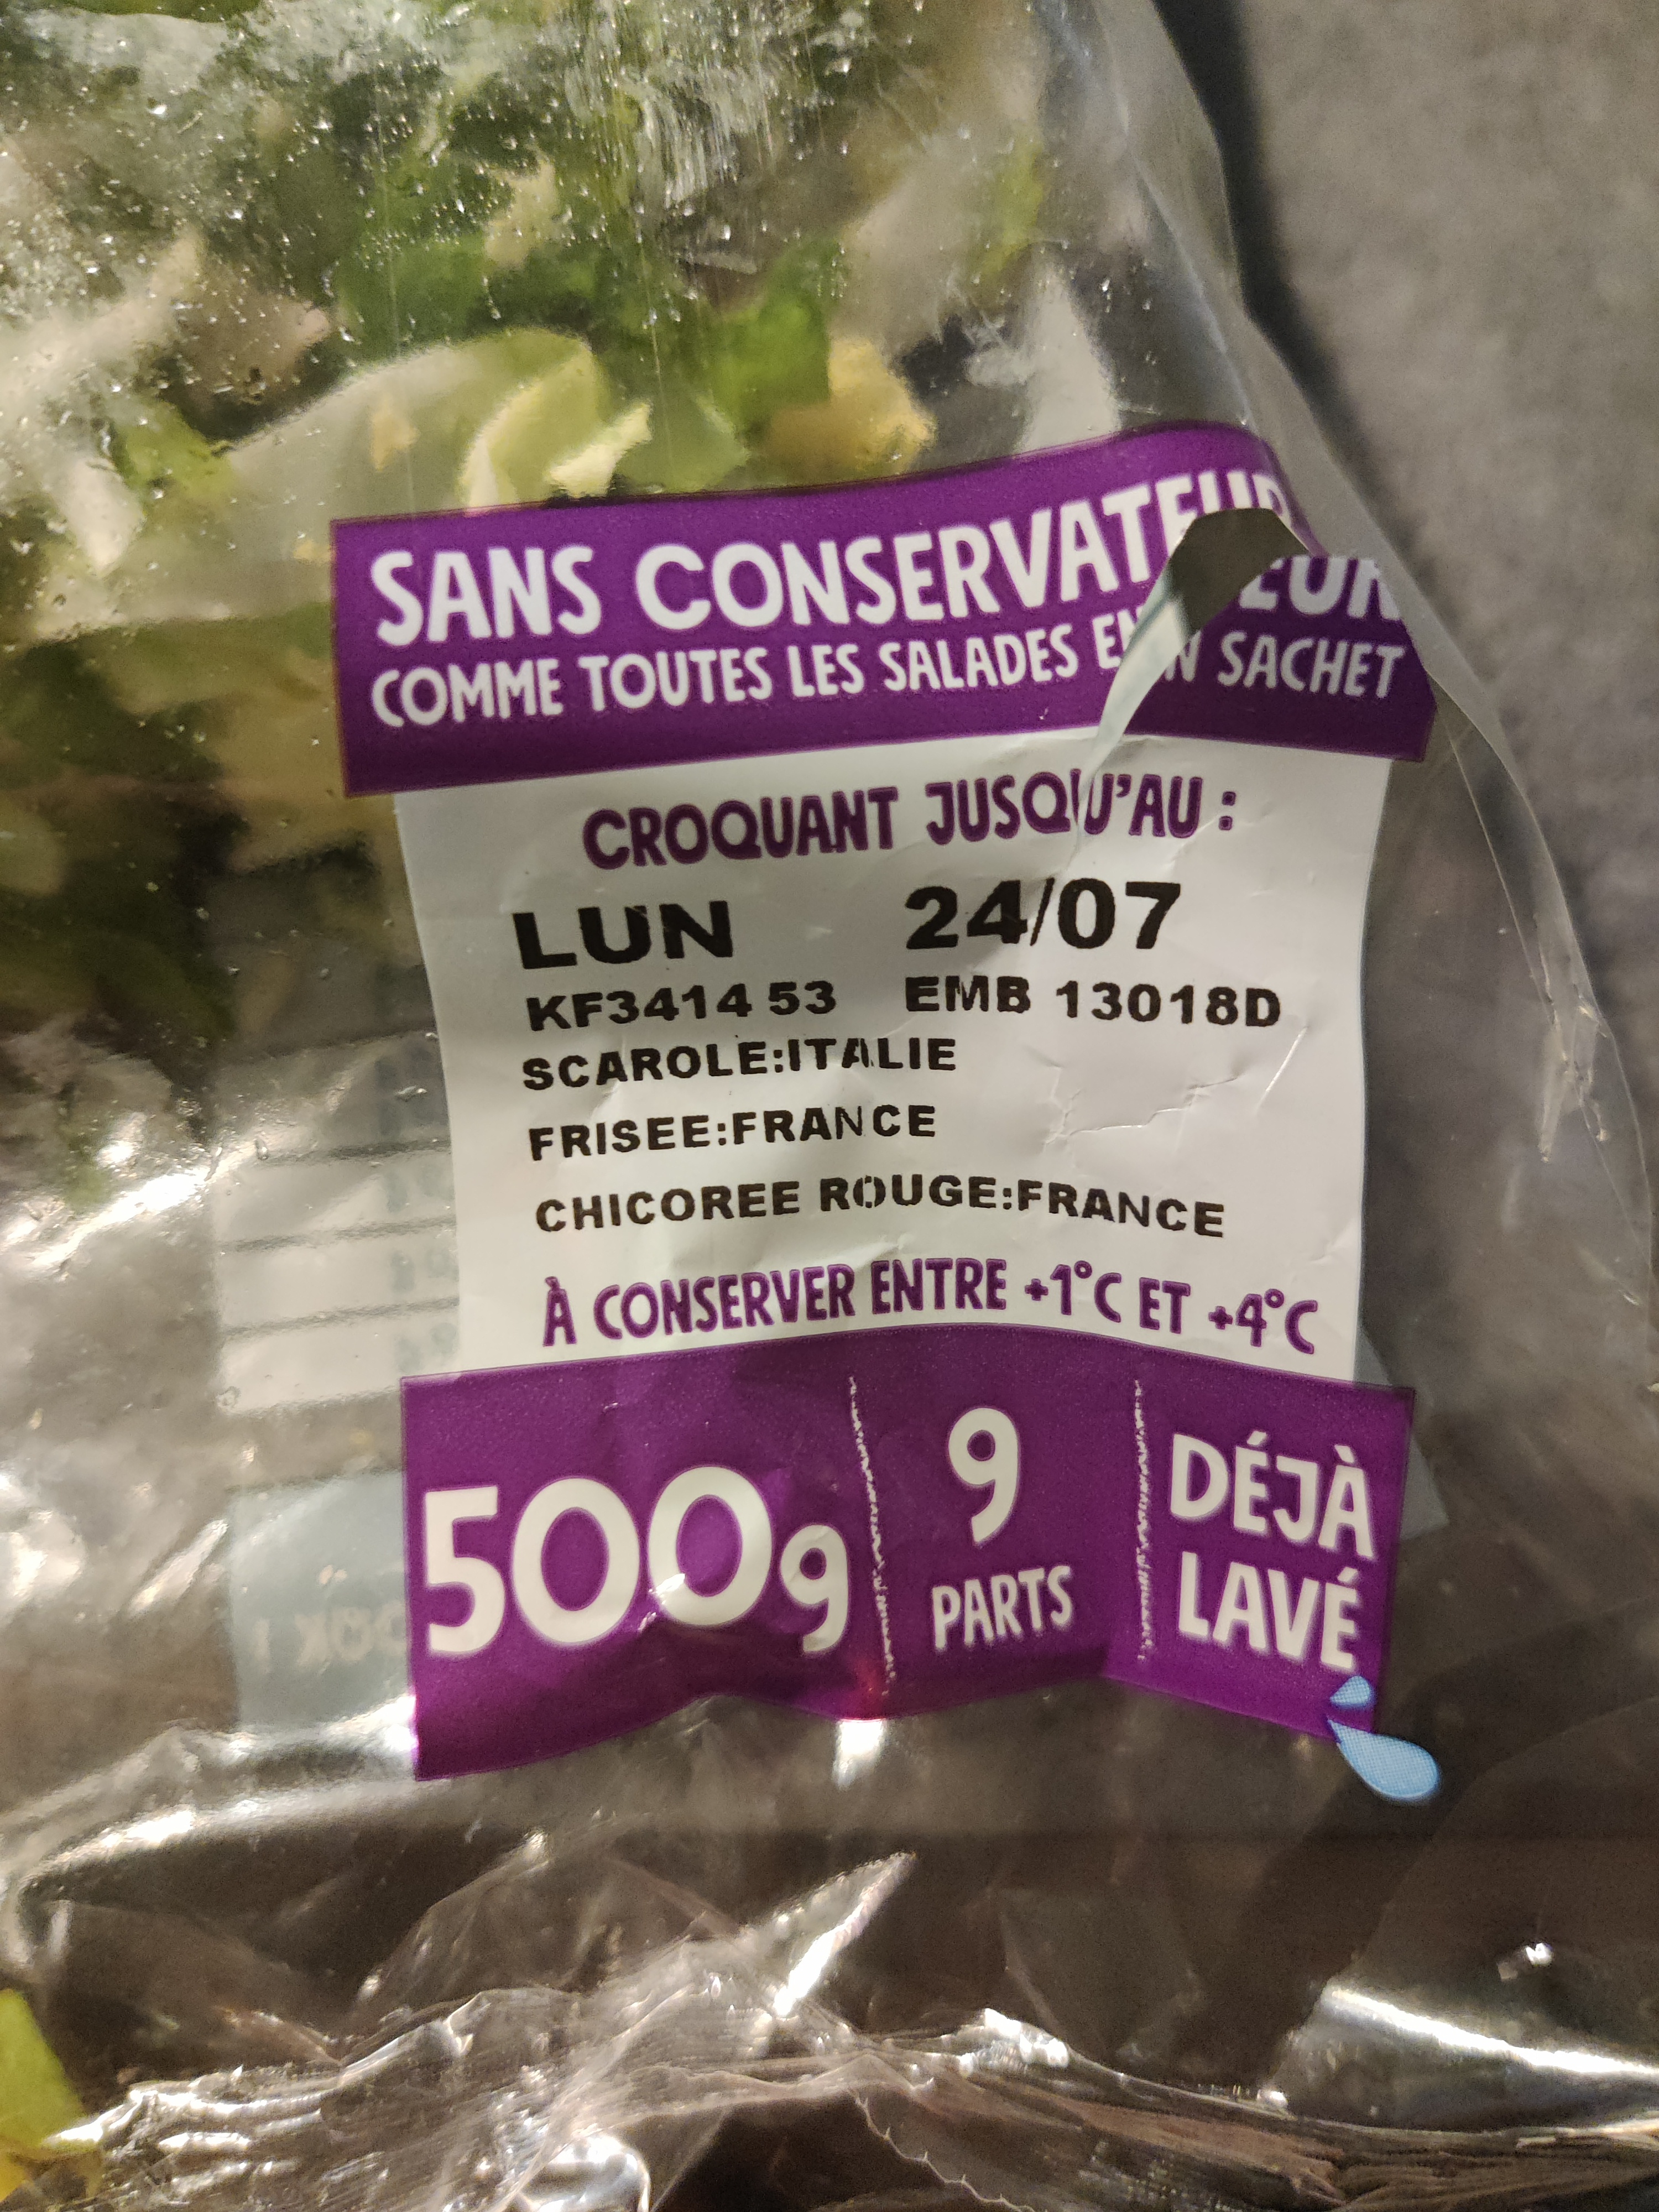 SANS CONSERVATEUR
COMME TOUTES LES SALADES EN SACHET
CROQUANT JUSQU'AU :
LUN 24/07
KF3414 53 EMB 13018D
SCAROLE:ITALIE
FRISEE:FRANCE
CHICOREE ROUGE:FRANCE
À CONSERVER ENTRE +1°C ET +4°C
500g
9
PARTS
DÉJÀ
LAVÉ